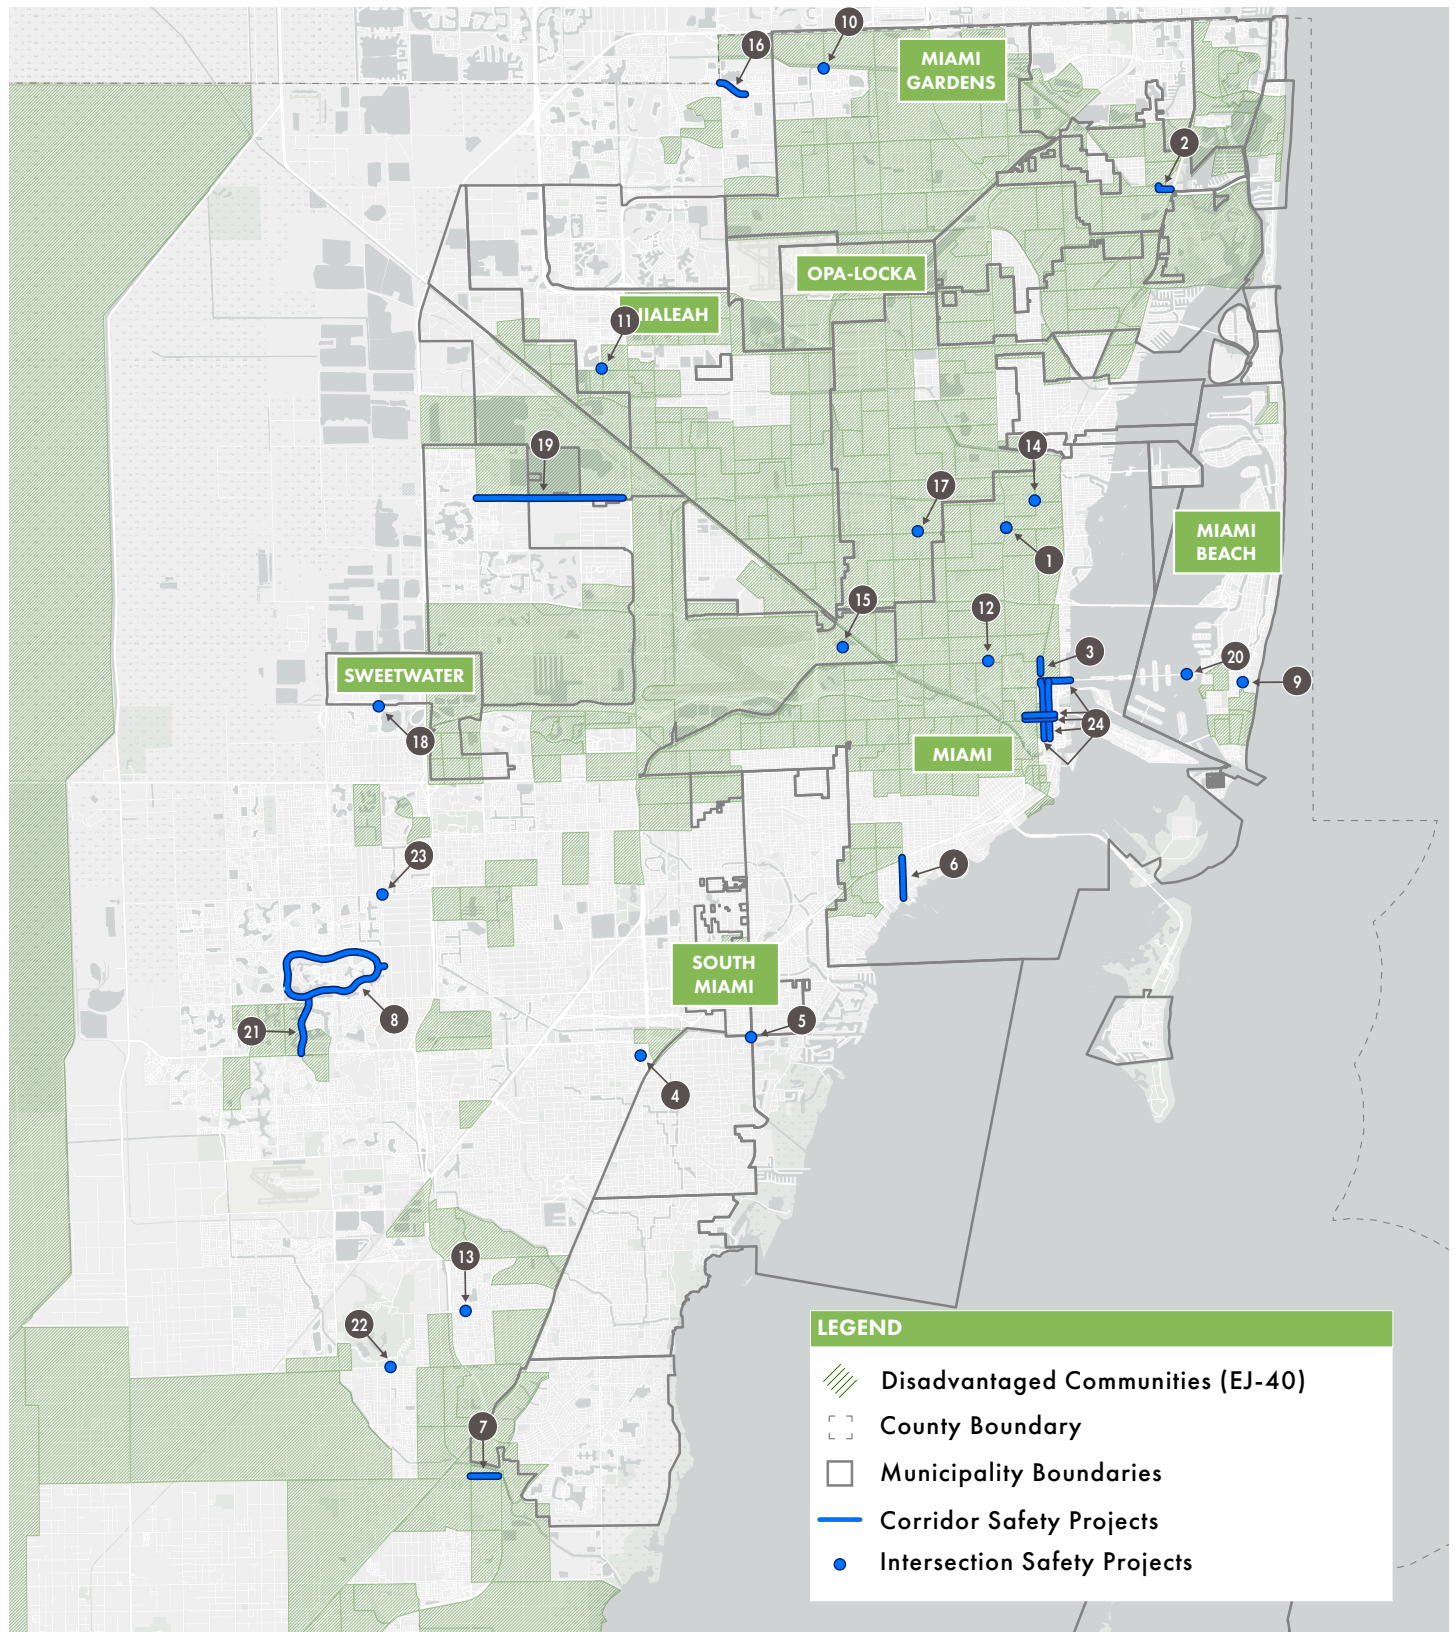 10
16
MIAMI
GARDENS
2
OPA-LOCKA
11
IALEAH
19
14
17
MIAMI
BEACH
1
15
12
3
20
9
SWEETWATER
18
24
MIAMI
23
6
SOUTH
MIAMI
8
21
5
4
13
22
7
LEGEND
Disadvantaged Communities (EJ-40)
County Boundary
Municipality Boundaries
Corridor Safety Projects
Intersection Safety Projects